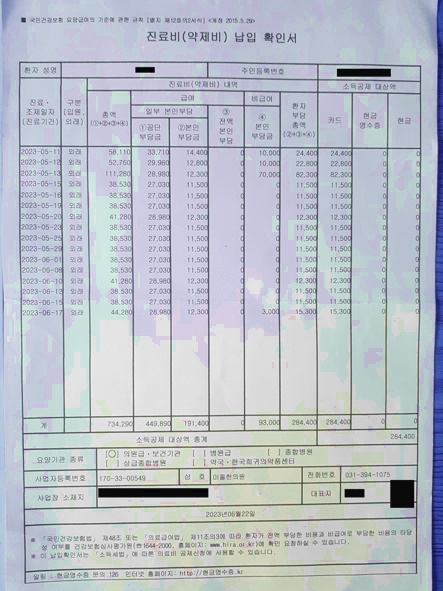 ■ 국민건강보험 요양급여의 기준에 관한 규칙 [별지 제12호의2서식] <개정 2015.5.29>
진료비(약제비) 납입 확인서
환자 성명 주민등록번호
진료비(약제비) 내역 소득공제 대상액
진료·조제일자(진료기간) 구분(입원,외래) 총액(①+②+③+④) 급여 비급여 환자부담총액(②+③+④) 카드 현금영수증 현금
일부 본인부담 ③전액본인부담 ④본인부담금
①공단부담금 ②본인부담금
2023-05-11 외래 58,110 33,710 14,400 0 10,000 24,400 24,400 0 0
2023-05-12 외래 52,760 29,960 12,800 0 10,000 22,800 22,800 0 0
2023-05-13 외래 111,280 28,980 12,300 0 70,000 82,300 82,300 0 0
2023-05-15 외래 38,530 27,030 11,500 0 0 11,500 11,500 0 0
2023-05-16 외래 38,530 27,030 11,500 0 0 11,500 11,500 0 0
2023-05-19 외래 38,530 27,030 11,500 0 0 11,500 11,500 0 0
외래 41,280 28,980 12,300 0 0 12,300 12,300 0 0
2023-05-23 외래 38,530 27,030 11,500 0 0 11,500 11,500 0 0
2023-05-25 외래 38,530 27,030 11,500 0 0 11,500 11,500 0 0
2023-05-29 외래 38,530 27,030 11,500 0 0 11,500 11,500 0 0
2023-06-01 외래 38,530 27,030 11,500 0 0 11,500 11,500 0 0
2023-06-08 외래 38,530 27,030 11,500 0 0 11,500 11,500 0 0
2023-06-10 외래 41,280 28,980 12,300 0 0 12,300 12,300 0 0
2023-06-12 외래 38,530 27,030 11,500 0 0 11,500 11,500 0 0
2023-06-15 외래 38,530 27,030 11,500 0 0 11,500 11,500 0 0
2023-06-17 외래 44,280 28,980 12,300 0 3,000 15,300 15,300 0 0
계 734,290 449,890 191,400 0 93,000 284,400 284,400 0 0
소득공제 대상액 총계 284,400
요양기관 종류 [○] 의원급·보건기관 [ ] 병원급 [ ] 종합병원
[ ] 상급종합병원 [ ] 약국·한국희귀의약품센터
사업자등록번호 170-33-00549 상 호 미올한의원 전화번호 031-394-1075
사업장 소재지 대표자
2023년06월22일
* 「국민건강보험법」 제48조 또는 「의료급여법」 제11조의3에 따라 환자가 전액 부담한 비용과 비급여로 부담한 비용의 타당성 여부를 건강보험심사평가원(☎1644-2000, 홈페이지: www.hira.or.kr)에 확인 요청하실 수 있습니다.
* 이 납입확인서는 「소득세법」에 따른 의료비 공제신청에 사용할 수 있습니다.
알림 : 현금영수증 문의 126 인터넷 홈페이지: http://현금영수증.kr